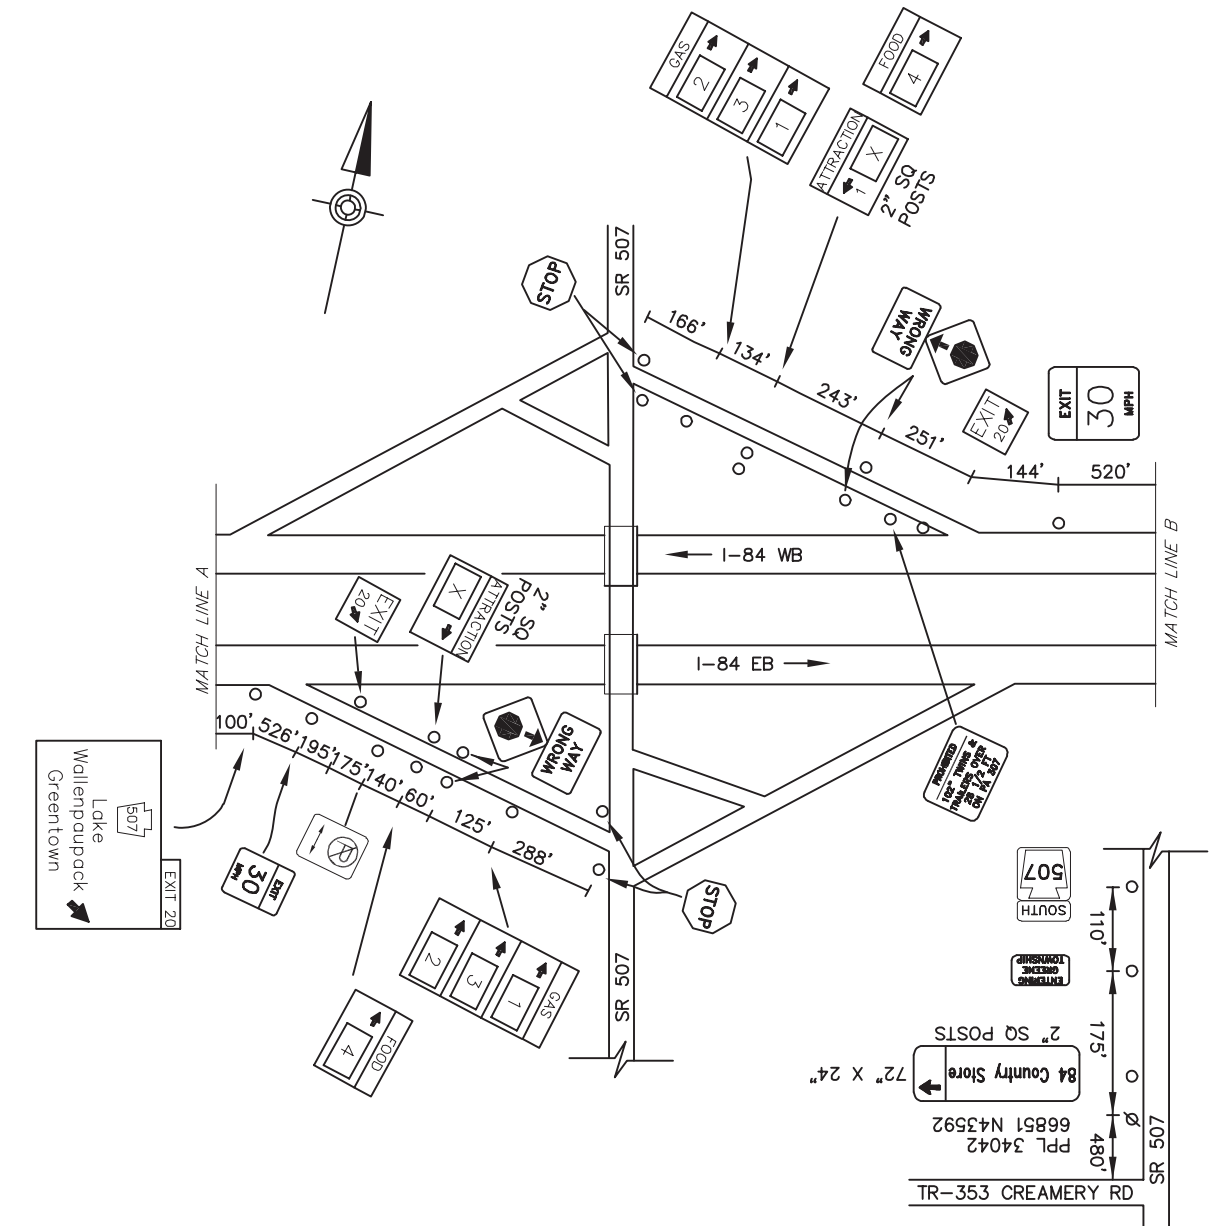 GAS
2
3
1
FOOD
4
ATTRACTION
X
1
2" SQ
POSTS
SR 507
STOP
166'
134'
243'
251'
144'
520'
WRONG
WAY
EXIT
20
EXIT
30
MPH
MATCH LINE A
MATCH LINE B
I-84 WB
I-84 EB
EXIT
20
X
ATTRACTION
2" SQ
POSTS
WRONG
WAY
PROHIBITED
102" TWINS &
TRAILERS OVER
28 1/2 FT
ON PA 507
100'
526'
195'
175'
140'
60'
125'
288'
EXIT 20
507
Lake
Wallenpaupack
Greentown
EXIT
30
MPH
R
STOP
GAS
1
3
2
FOOD
4
SR 507
SOUTH
507
110'
ENTERING
GREENE
TOWNSHIP
175'
2" SQ POSTS
84 Country Store
72" X 24"
PPL 34042
66851 N43592
480'
SR 507
TR-353 CREAMERY RD